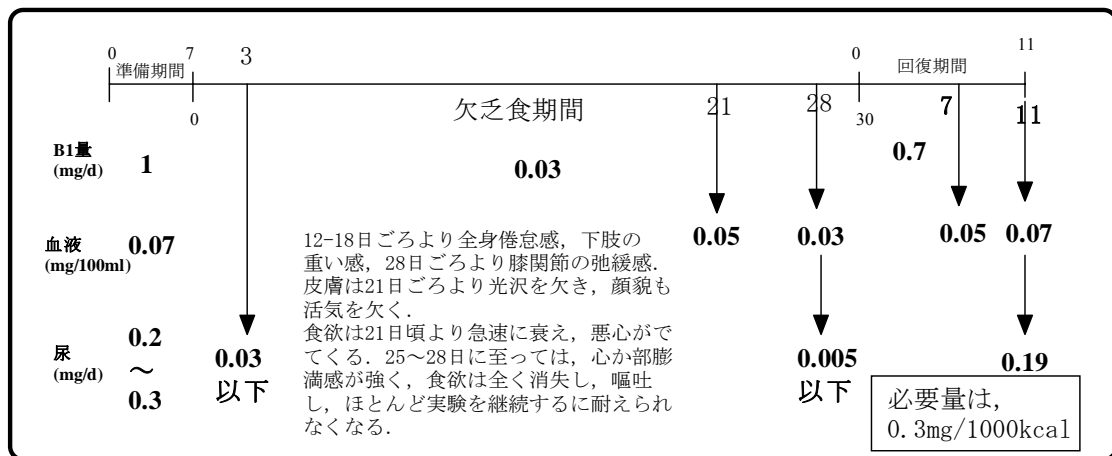 0 7 3 0 11
準備期間 回復期間
0 欠乏食期間 21 28 30 7 11
B1量
(mg/d) 1 0.03 0.7
血液
(mg/100ml) 0.07 0.05 0.03 0.05 0.07
12-18日ごろより全身倦怠感，下肢の
重い感，28日ごろより膝関節の弛緩感．
皮膚は21日ごろより光沢を欠き，顔貌も
活気を欠く．
食欲は21日頃より急速に衰え，悪心がで
てくる．25～28日に至っては，心か部膨
満感が強く，食欲は全く消失し，嘔吐
し，ほとんど実験を継続するに耐えられ
なくなる．
尿
(mg/d)
0.2
～
0.3
0.03
以下
0.005
以下
0.19
必要量は，
0.3mg/1000kcal